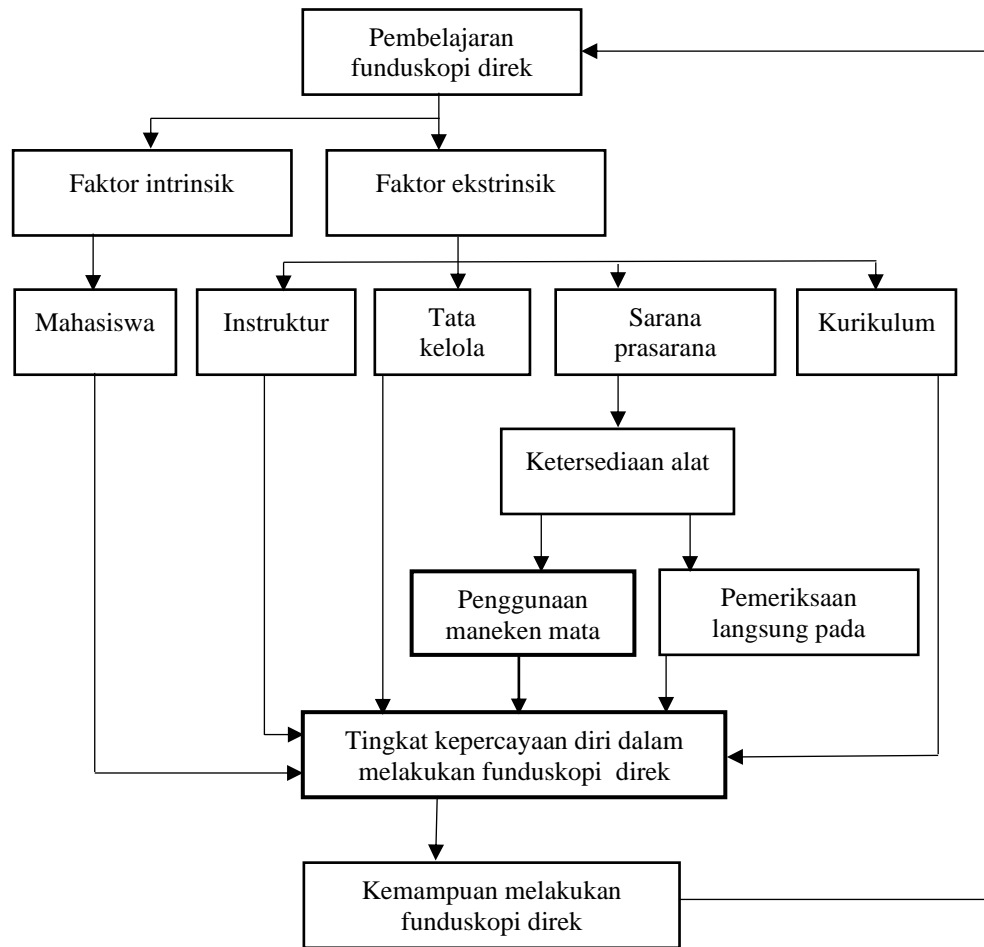 Pembelajaran
funduskopi direk
Faktor intrinsik
Faktor ekstrinsik
Mahasiswa
Instruktur
Tata
kelola
Sarana
prasarana
Kurikulum
Ketersediaan alat
Penggunaan
maneken mata
Pemeriksaan
langsung pada
Tingkat kepercayaan diri dalam
melakukan funduskopi direk
Kemampuan melakukan
funduskopi direk